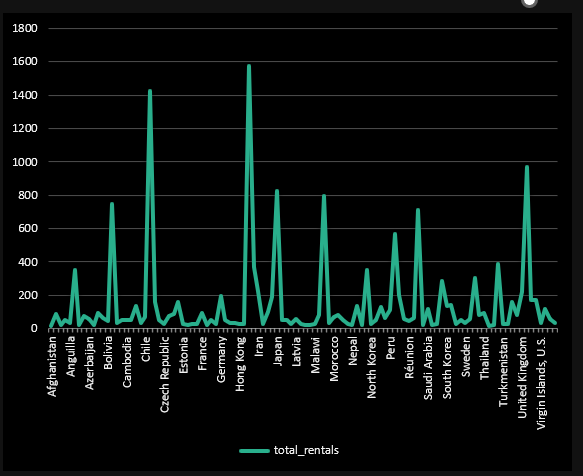 1800
1600
1400
1200
1000
800
600
400
200
0
Afghanistan
Anguilla
Azerbaijan
Bolivia
Cambodia
Chile
Czech Republic
Estonia
France
Germany
Hong Kong
Iran
Japan
Latvia
Malawi
Morocco
Nepal
North Korea
Peru
Réunion
Saudi Arabia
South Korea
Sweden
Thailand
Turkmenistan
United Kingdom
Virgin Islands, U.S.
total_rentals